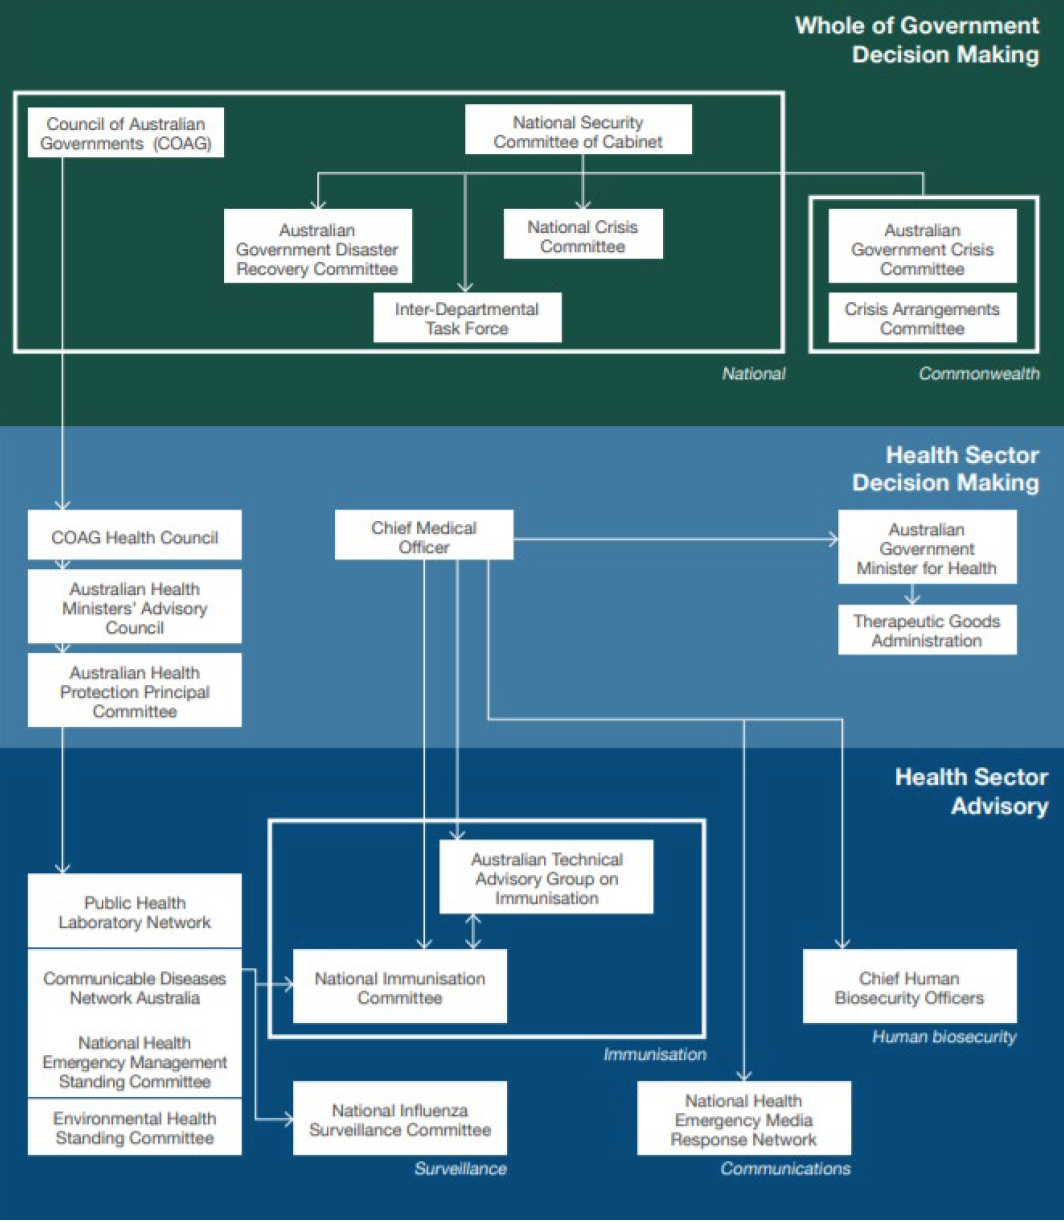 Whole of Government
Decision Making
Council of Australian
Governments (COAG)
National Security
Committee of Cabinet
Australian
Government Disaster
Recovery Committee
National Crisis
Committee
Inter-Departmental
Task Force
Australian
Government Crisis
Committee
Crisis Arrangements
Committee
National
Commonwealth
Health Sector
Decision Making
COAG Health Council
Australian Health
Ministers' Advisory
Council
Australian Health
Protection Principal
Committee
Chief Medical
Officer
Australian
Government
Minister for Health
Therapeutic Goods
Administration
Health Sector
Advisory
Public Health
Laboratory Network
Communicable Diseases
Network Australia
National Health
Emergency Management
Standing Committee
Environmental Health
Standing Committee
Australian Technical
Advisory Group on
Immunisation
National Immunisation
Committee
Immunisation
National Influenza
Surveillance Committee
Surveillance
Chief Human
Biosecurity Officers
Human biosecurity
National Health
Emergency Media
Response Network
Communications